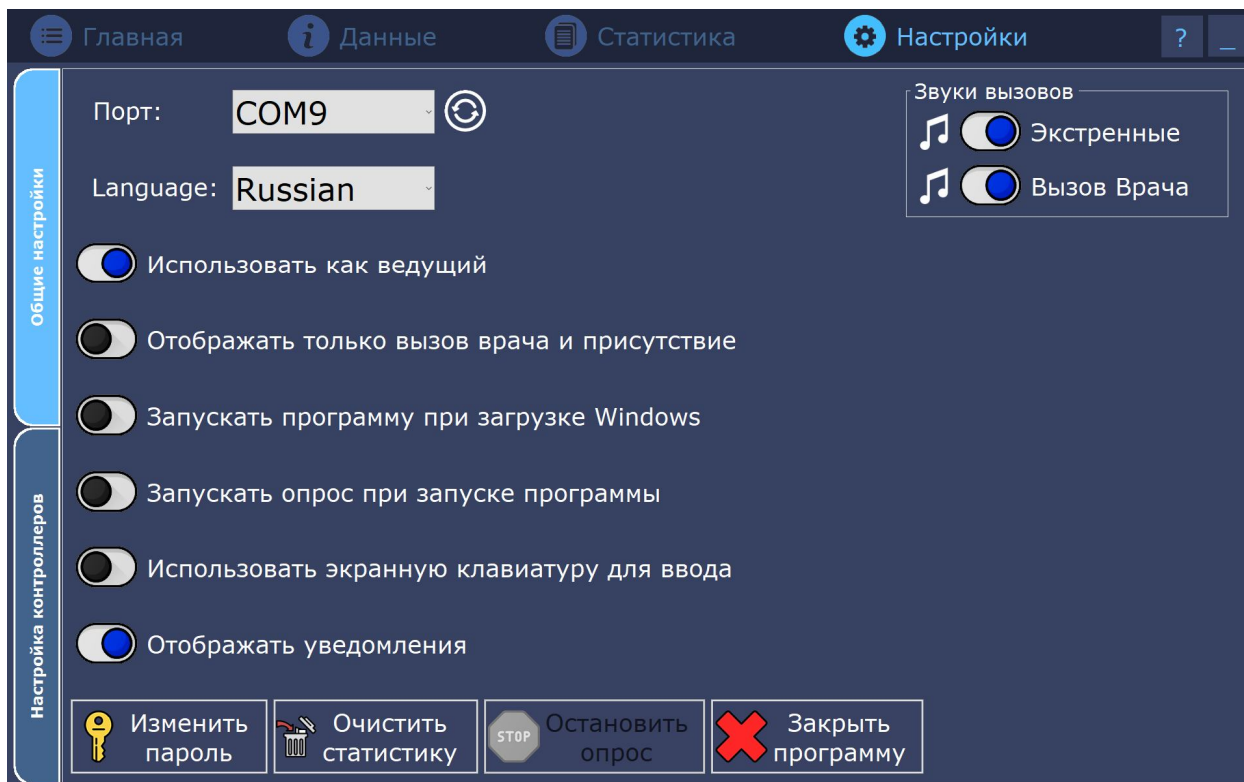 Главная
Данные
Статистика
Настройки
?
_
Общие настройки
Настройка контроллеров
Порт:
COM9
Language:
Russian
Звуки вызовов
Экстренные
Вызов Врача
Использовать как ведущий
Отображать только вызов врача и присутствие
Запускать программу при загрузке Windows
Запускать опрос при запуске программы
Использовать экранную клавиатуру для ввода
Отображать уведомления
Изменить
пароль
Очистить
статистику
STOP
Остановить
опрос
Закрыть
программу